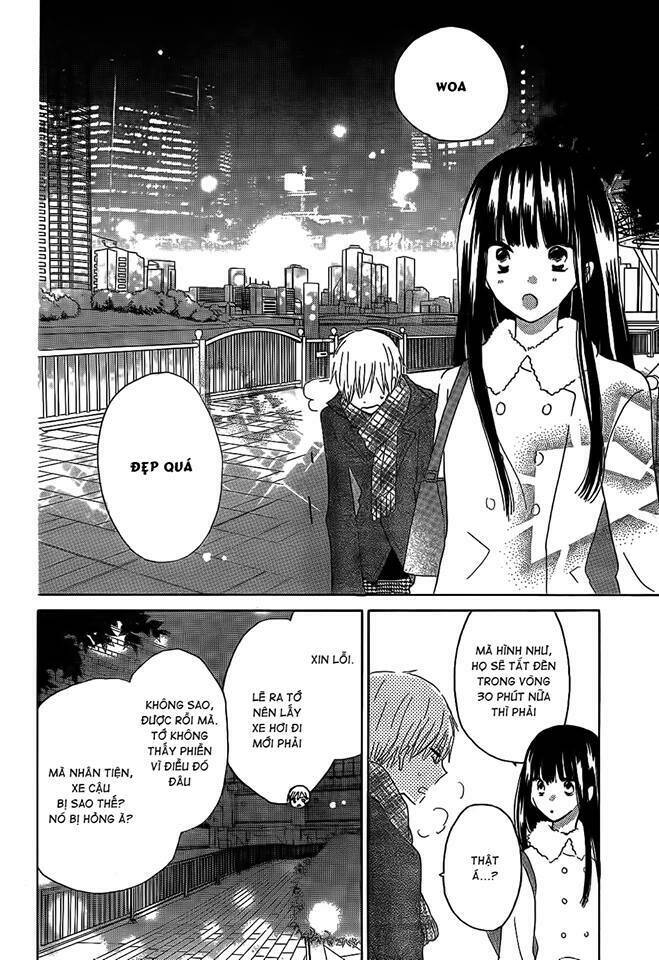 WOA
ĐẸP QUÁ
MÀ HÌNH NHƯ,
HỌ SẼ TẮT ĐÈN
TRONG VÒNG
30 PHÚT NỮA
THÌ PHẢI
THẬT
Á...?
XIN LỖI.
LẼ RA TỚ
NÊN LẤY
XE HƠI ĐI
MỚI PHẢI
KHÔNG SAO,
ĐƯỢC RỒI MÀ.
TỚ KHÔNG
THẤY PHIỀN
VÌ ĐIỀU ĐÓ
ĐÂU
MÀ NHÂN TIỆN,
XE CẬU
BỊ SAO THẾ?
NÓ BỊ HỎNG À?